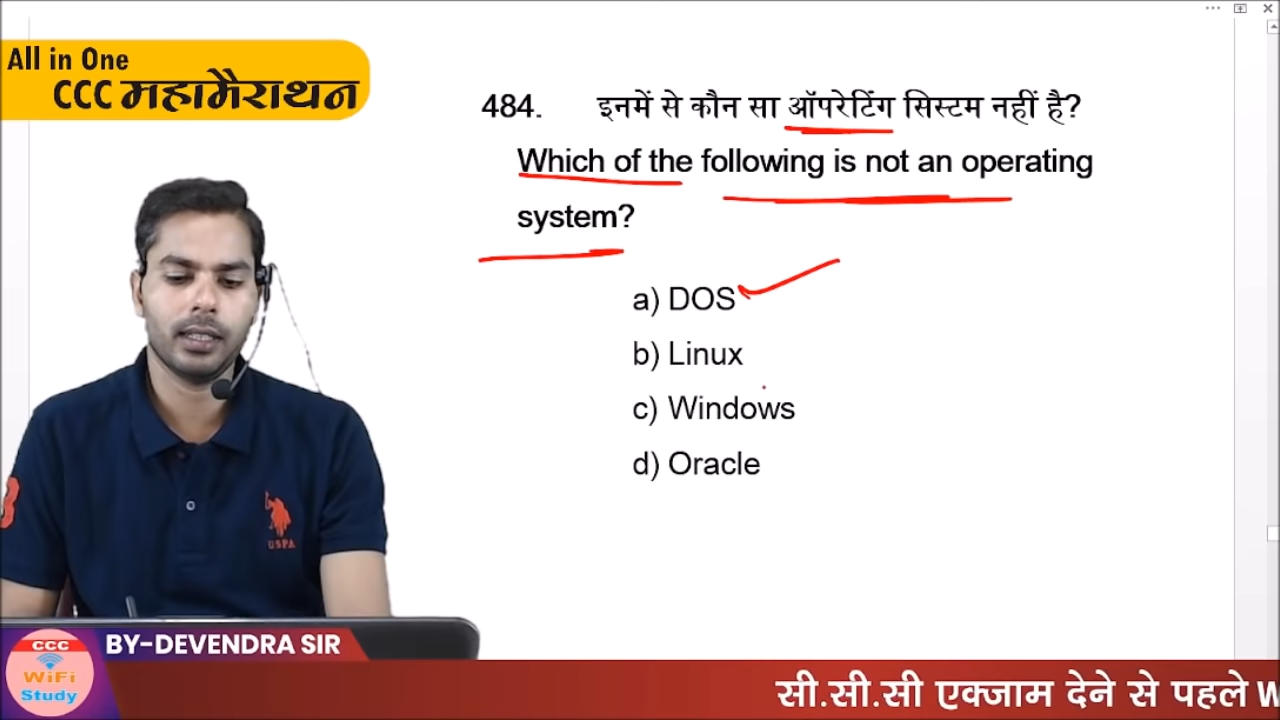 All in One
CCC महामैराथन
484. इनमें से कौन सा ऑपरेटिंग सिस्टम नहीं है?
Which of the following is not an operating
system?
a) DOS
b) Linux
c) Windows
d) Oracle
USPA
BY-DEVENDRA SIR
CCC
WiFi
Study
सी.सी.सी एक्जाम देने से पहले W